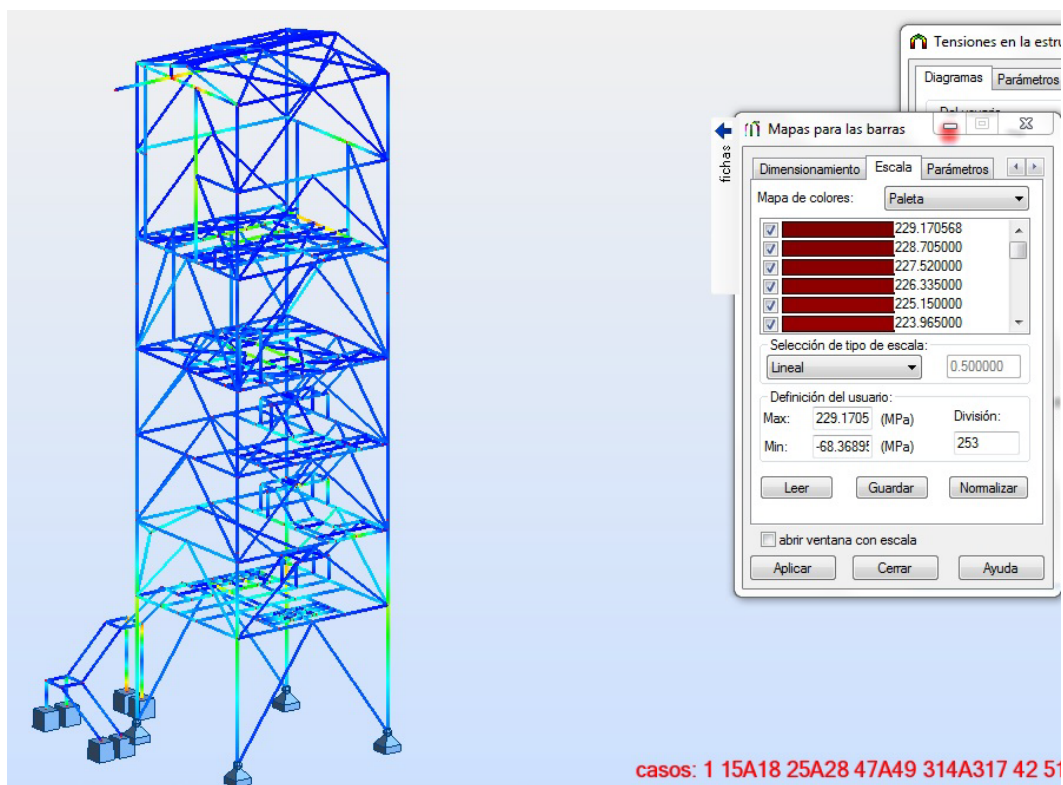 Tensiones en la estru
Diagramas Parámetros
Mapas para las barras
fichas
Dimensionamiento Escala Parámetros
Mapa de colores: Paleta
229.170568
228.705000
227.520000
226.335000
225.150000
223.965000
Selección de tipo de escala:
Lineal 0.500000
Definición del usuario:
Max: 229.1705 (MPa) División:
Min: -68.3689 (MPa) 253
Leer Guardar Normalizar
abrir ventana con escala
Aplicar Cerrar Ayuda
casos: 1 15A18 25A28 47A49 314A317 42 51